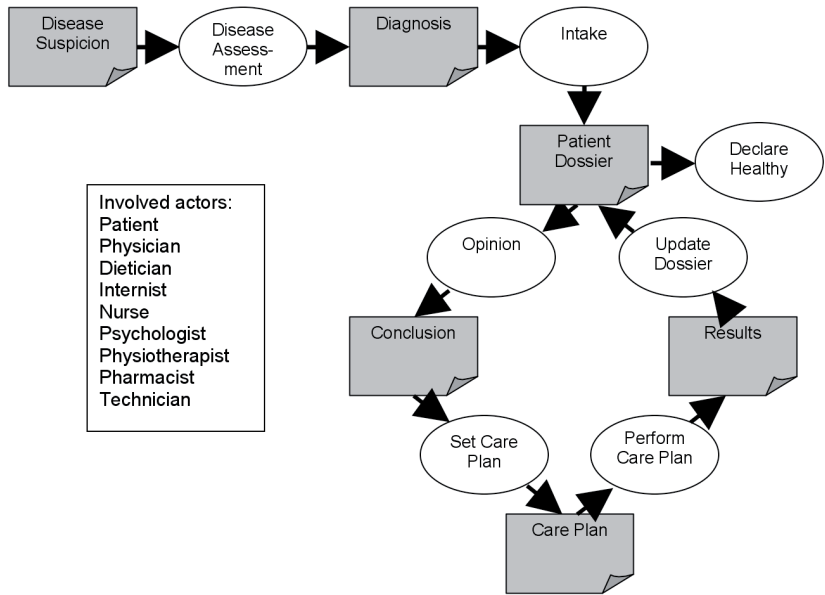 Disease
Suspicion
Disease
Assess-
ment
Diagnosis
Intake
Patient
Dossier
Declare
Healthy
Involved actors:
Patient
Physician
Dietician
Internist
Nurse
Psychologist
Physiotherapist
Pharmacist
Technician
Opinion
Update
Dossier
Conclusion
Results
Set Care
Plan
Perform
Care Plan
Care Plan